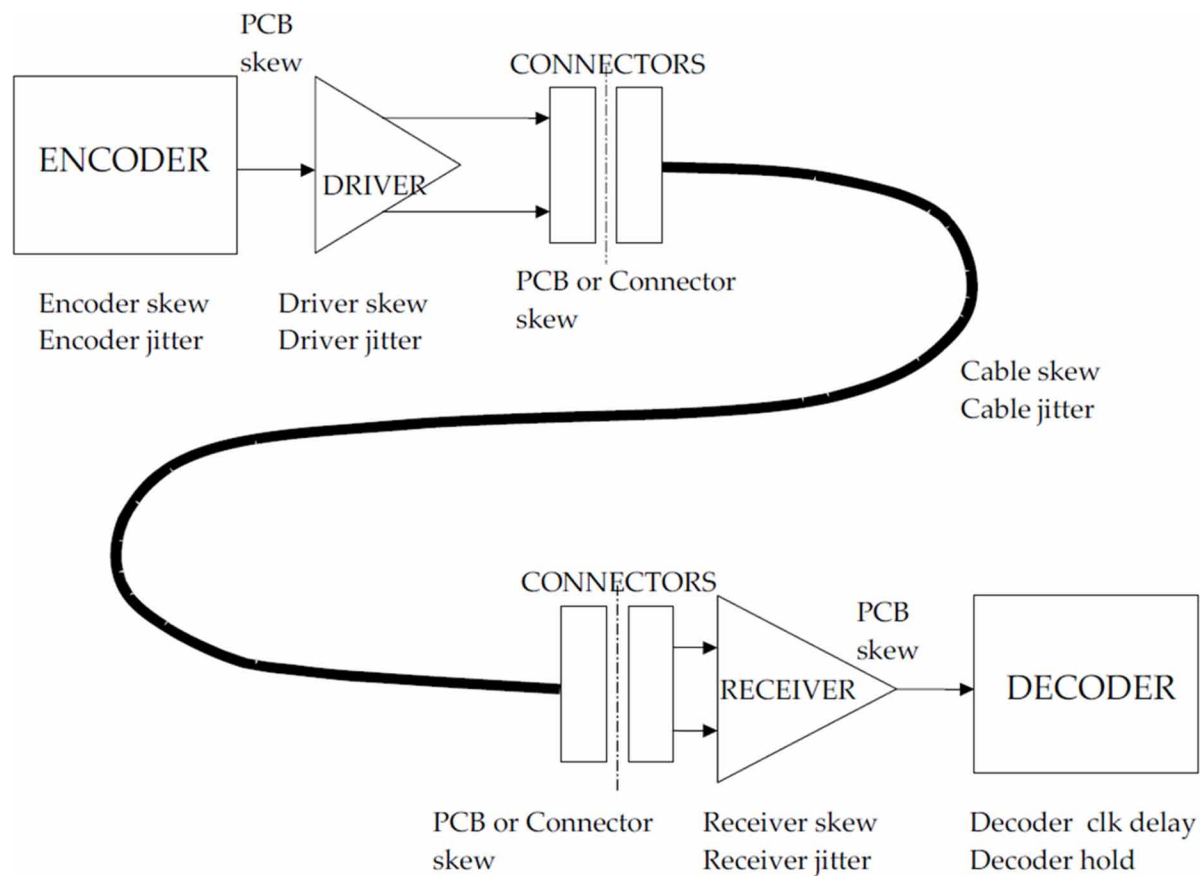 PCB
skew
CONNECTORS
ENCODER
DRIVER
Encoder skew
Encoder jitter
Driver skew
Driver jitter
PCB or Connector
skew
Cable skew
Cable jitter
CONNECTORS
PCB
skew
RECEIVER
DECODER
PCB or Connector
skew
Receiver skew
Receiver jitter
Decoder clk delay
Decoder hold